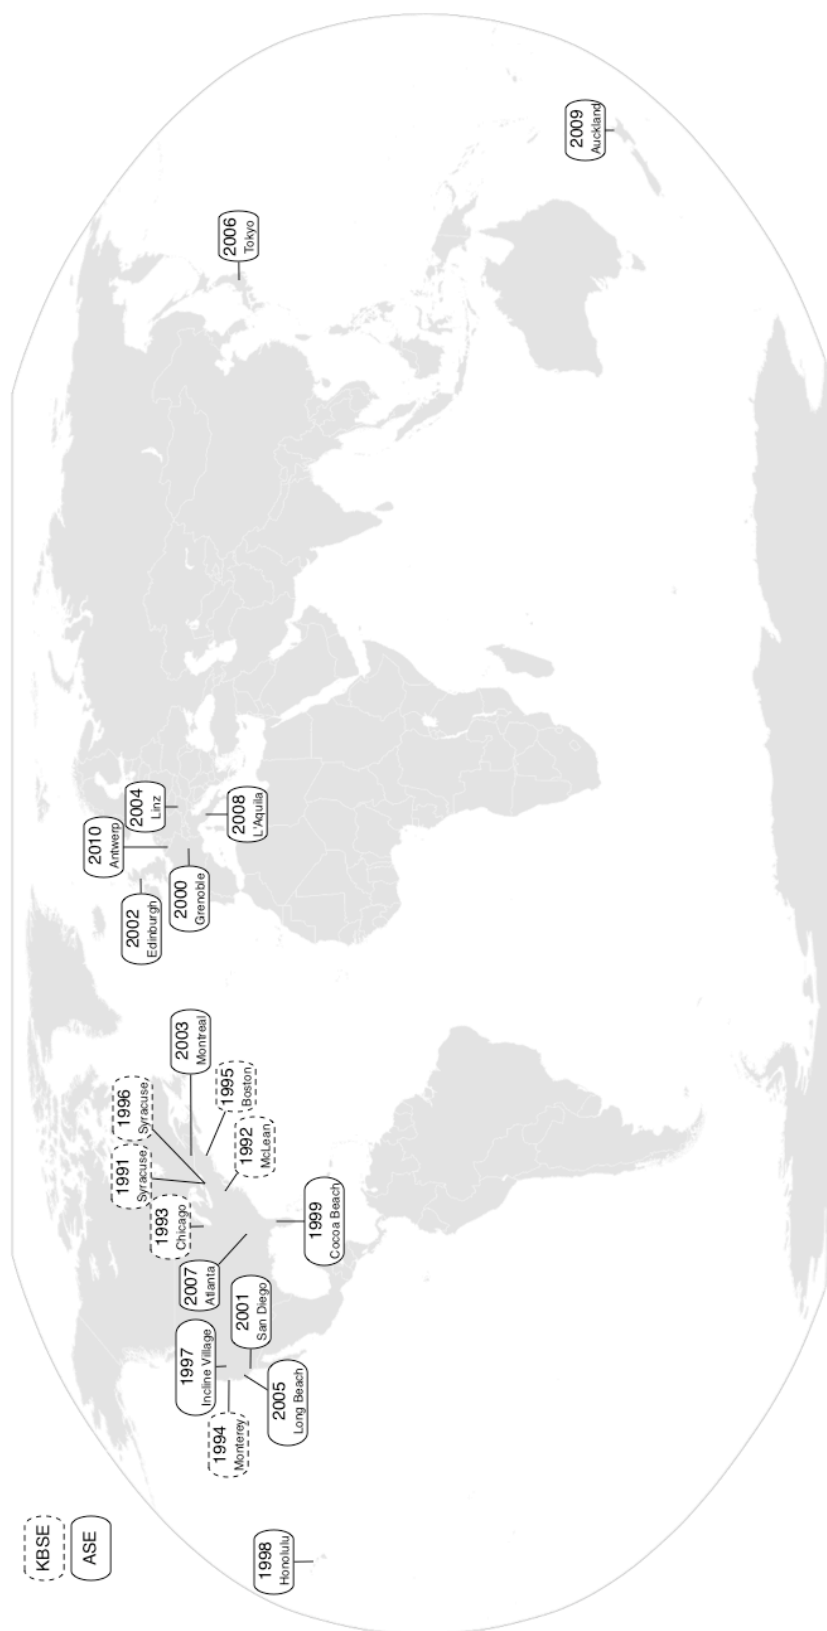 KBSE
ASE
1998
Honolulu
1994
Monterey
2005
Long Beach
1997
Incline Village
2001
San Diego
2007
Atlanta
1999
Cocoa Beach
1993
Chicago
1991
Syracuse
1996
Syracuse
1992
McLean
1995
Boston
2003
Montreal
2002
Edinburgh
2000
Grenoble
2010
Antwerp
2004
Linz
2008
L'Aquila
2006
Tokyo
2009
Auckland